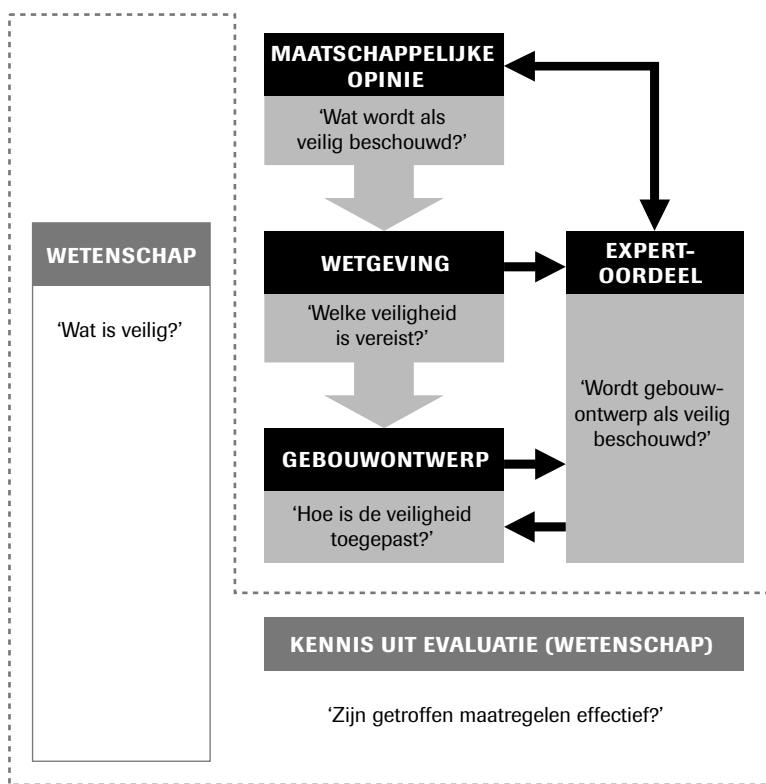 MAATSCHAPPELIJKE
OPINIE
‘Wat wordt als
veilig beschouwd?’
WETENSCHAP
‘Wat is veilig?’
WETGEVING
‘Welke veiligheid
is vereist?’
EXPERT-
OORDEEL
‘Wordt gebouw-
ontwerp als veilig
beschouwd?’
GEBOUWONTWERP
‘Hoe is de veiligheid
toegepast?’
KENNIS UIT EVALUATIE (WETENSCHAP)
‘Zijn getroffen maatregelen effectief?’